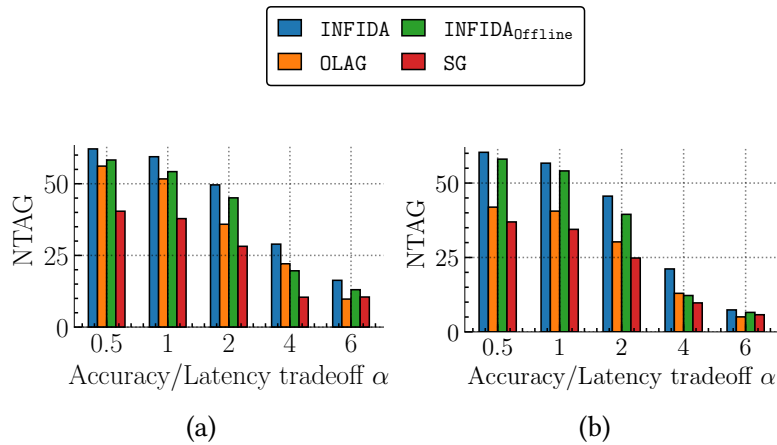 INFIDA
INFIDA_Offline
OLAG
SG
NTAG
50
25
0
0.5 1 2 4 6
Accuracy/Latency tradeoff α
(a)
NTAG
50
25
0
0.5 1 2 4 6
Accuracy/Latency tradeoff α
(b)